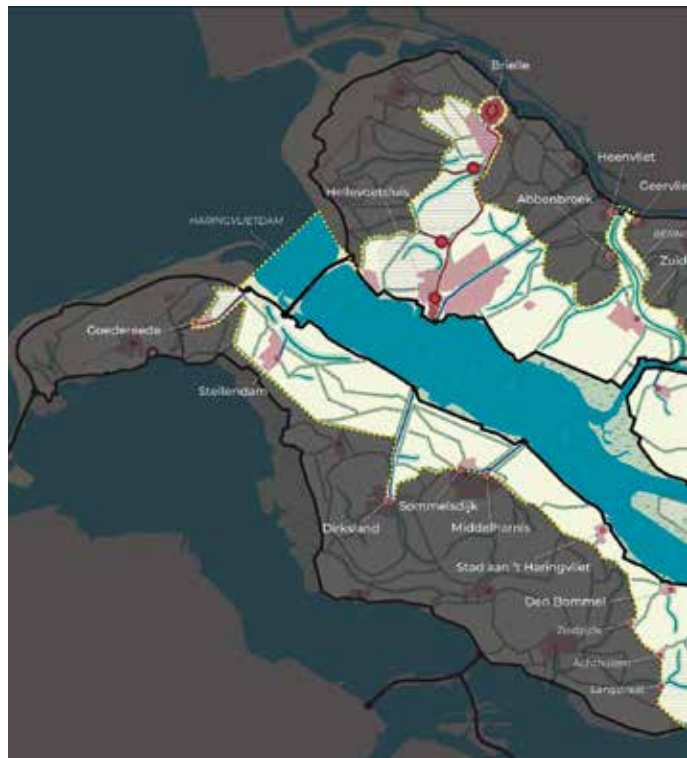 Brielle
Heenvliet
Geervliet
Hellevoetsluis
Abbenbroek
HARINGVLIETDAM
Zuid
Goedereede
Stellendam
Sommelsdijk
Dirksland
Middelharnis
Stad aan 't Haringvliet
Den Bommel
Zuidzijde
Achthuizen
Langstraat